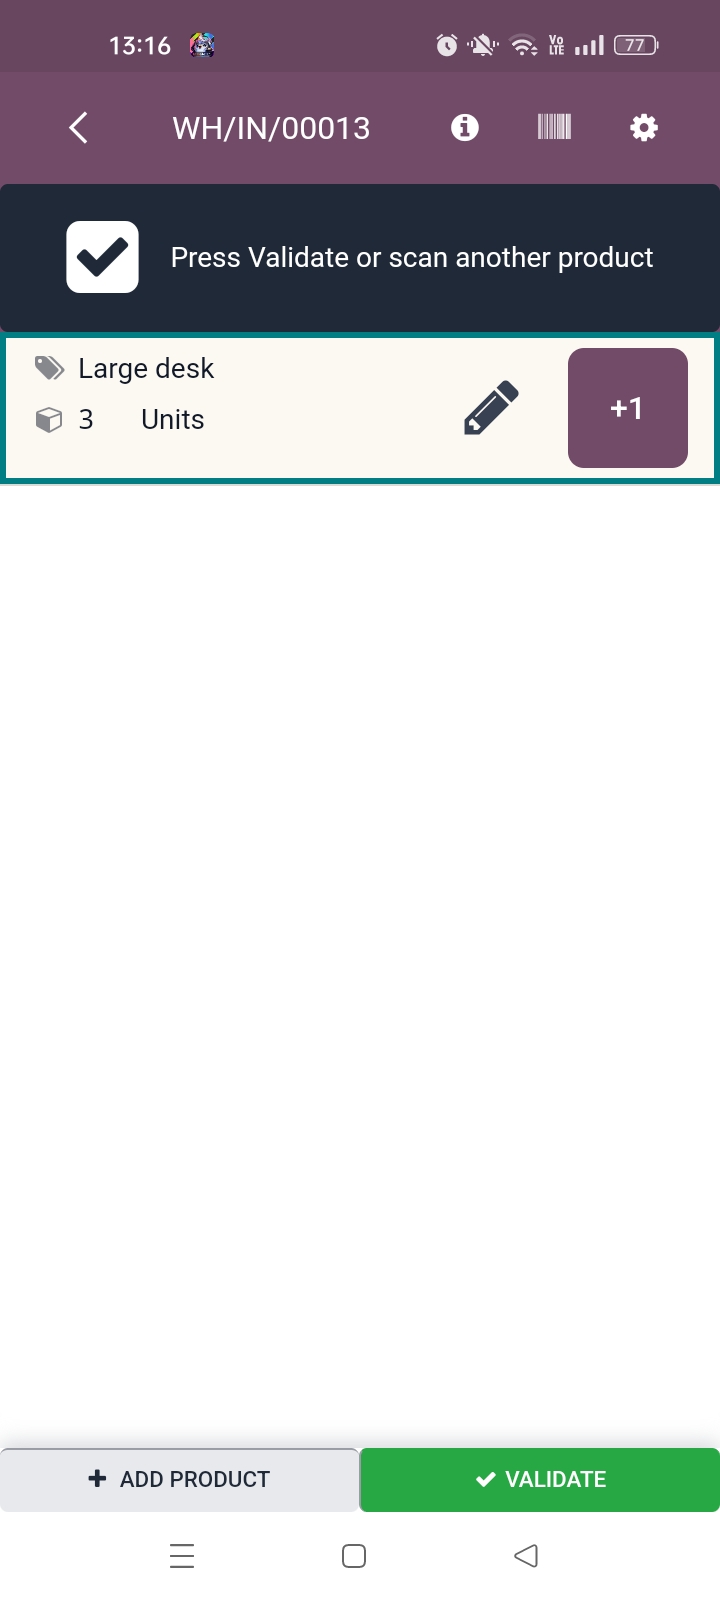 13:16
Vo LTE
77
WH/IN/00013
Press Validate or scan another product
Large desk
3 Units
+1
ADD PRODUCT
VALIDATE